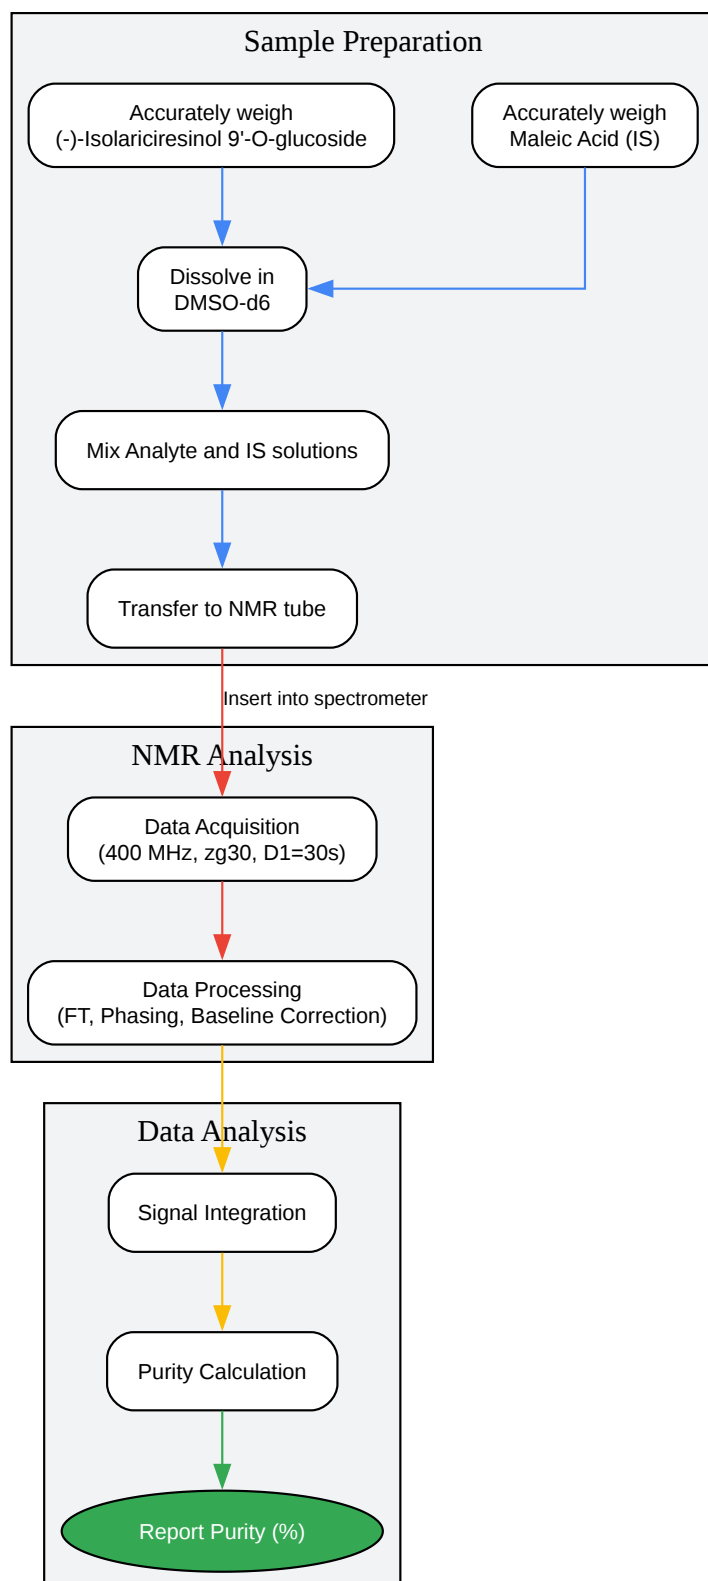 Sample Preparation
Accurately weigh
(-)-Isolariciresinol 9'-O-glucoside
Accurately weigh
Maleic Acid (IS)
Dissolve in
DMSO-d6
Mix Analyte and IS solutions
Transfer to NMR tube
Insert into spectrometer
NMR Analysis
Data Acquisition
(400 MHz, zg30, D1=30s)
Data Processing
(FT, Phasing, Baseline Correction)
Data Analysis
Signal Integration
Purity Calculation
Report Purity (%)